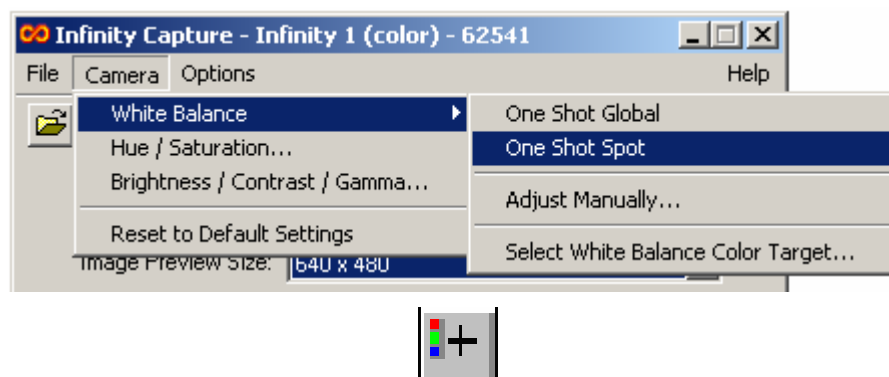 Infinity Capture - Infinity 1 (color) - 62541
File Camera Options Help
White Balance
One Shot Global
Hue / Saturation...
One Shot Spot
Brightness / Contrast / Gamma...
Adjust Manually...
Reset to Default Settings
Select White Balance Color Target...
Image Preview Size: 640 x 480